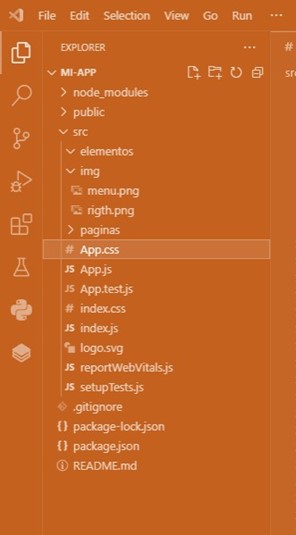 File Edit Selection View Go Run ...
EXPLORER ...
MI-APP
node_modules
public
src
elementos
img
menu.png
rigth.png
paginas
# App.css
JS App.js
JS App.test.js
# index.css
JS index.js
logo.svg
JS reportWebVitals.js
JS setupTests.js
.gitignore
{} package-lock.json
{} package.json
README.md
#
src